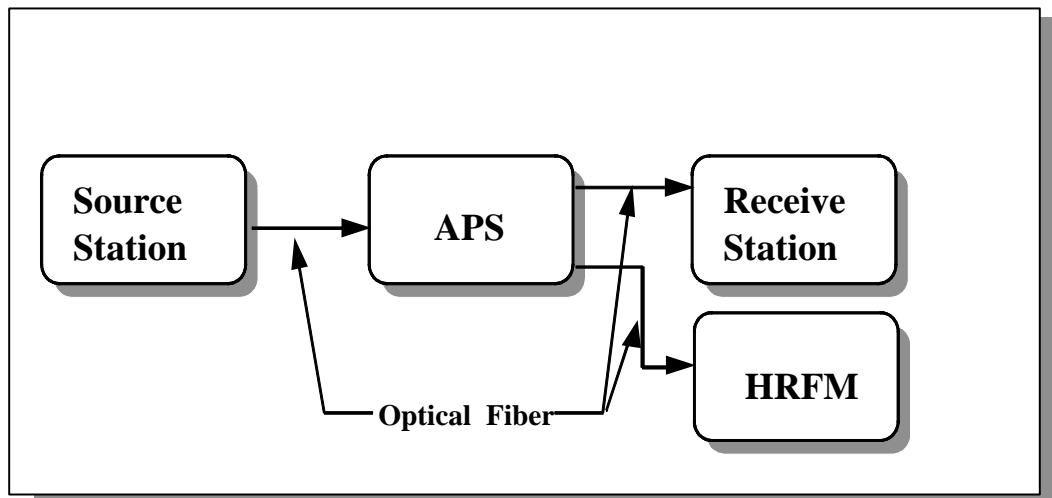 Source
Station
APS
Receive
Station
HRFM
Optical Fiber